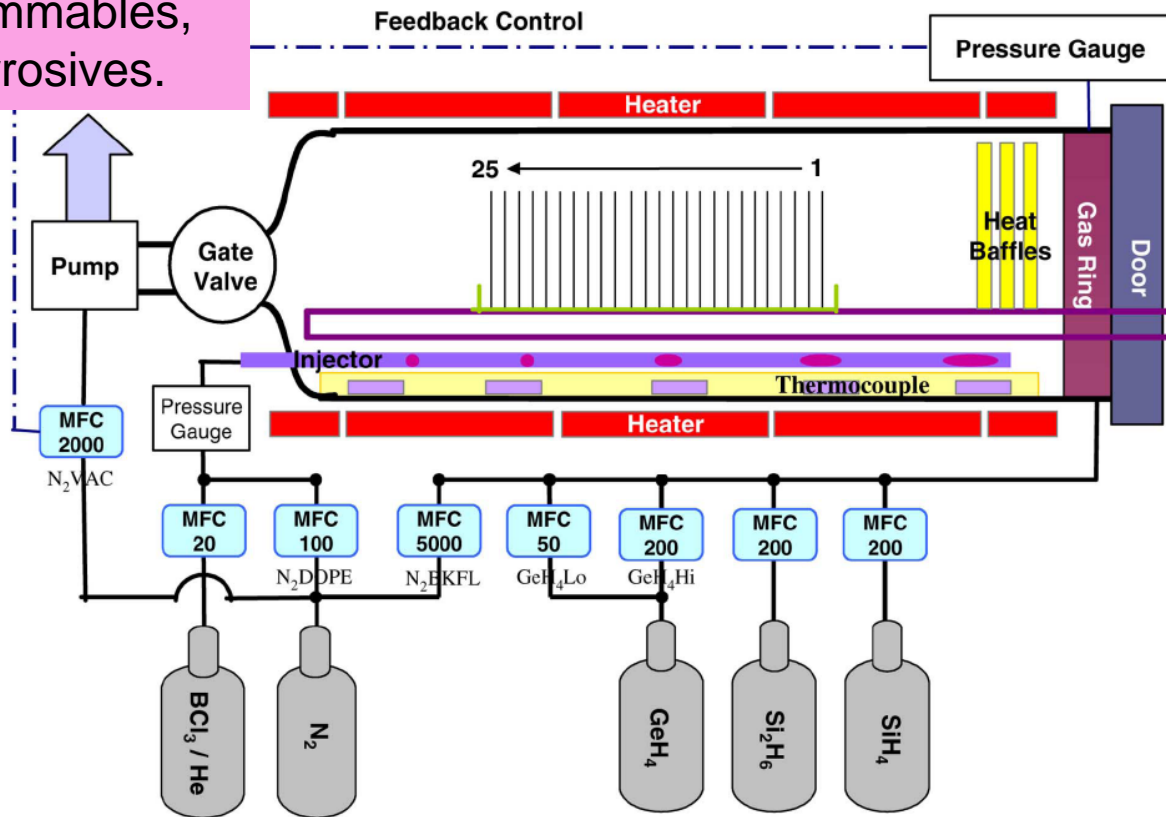 mmables,
rosives.
Feedback Control
Pressure Gauge
Heater
25
1
Pump
Gate
Valve
Heat
Baffles
Gas Ring
Door
Injector
Thermocouple
Pressure
Gauge
Heater
MFC
2000
N₂VAC
MFC
20
MFC
100
N₂DOPE
MFC
5000
N₂BKFL
MFC
50
GeH₄Lo
MFC
200
GeH₄Hi
MFC
200
MFC
200
BCl₃ / He
N₂
GeH₄
Si₂H₆
SiH₄